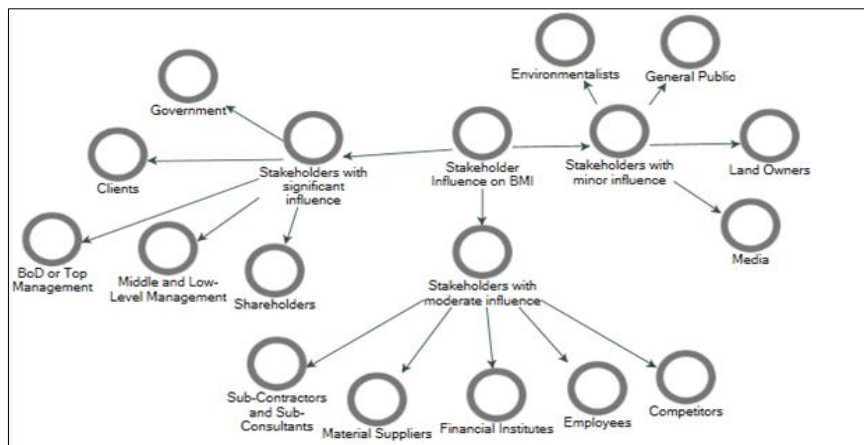 Environmentalists
General Public
Government
Clients
Stakeholders with
significant
influence
Stakeholder
Influence on BMI
Stakeholders with
minor influence
Land Owners
BoD or Top
Management
Middle and Low-
Level Management
Shareholders
Stakeholders with
moderate influence
Media
Sub-Contractors
and Sub-
Consultants
Material Suppliers
Financial Institutes
Employees
Competitors